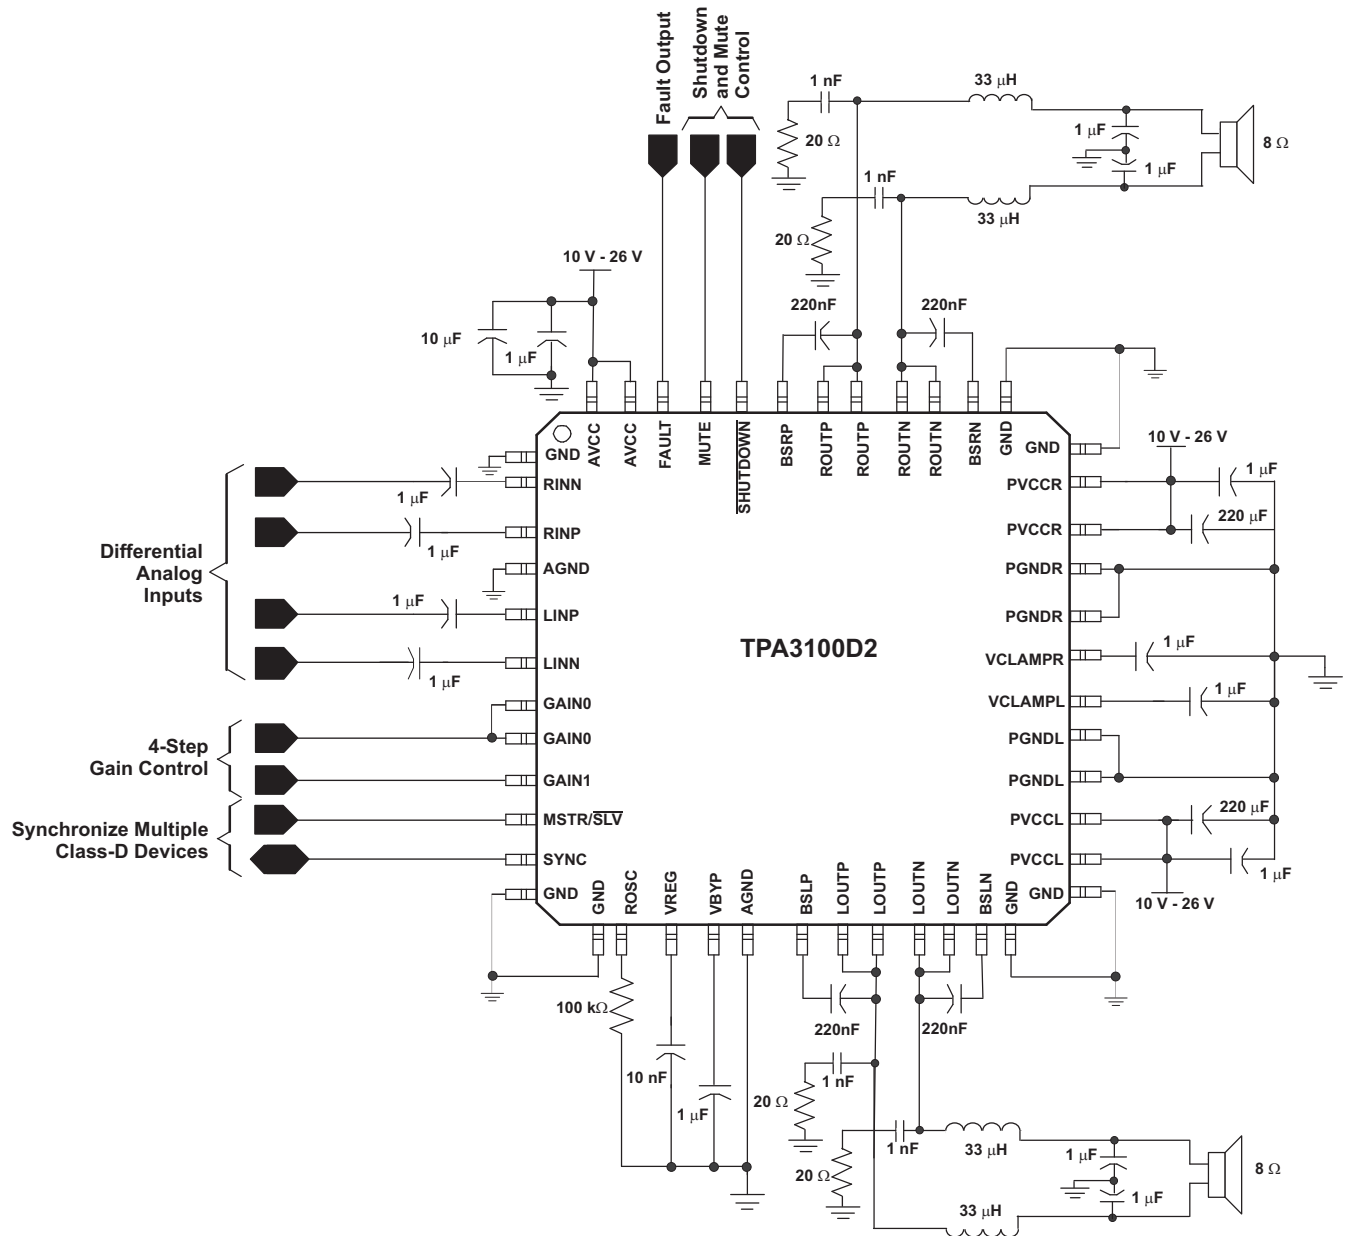 Fault Output
Shutdown
and Mute
Control
1 nF
33 μH
20 Ω
1 μF
1 μF
8 Ω
1 nF
33 μH
20 Ω
10 V - 26 V
10 μF
1 μF
220nF
220nF
AVCC
AVCC
FAULT
MUTE
SHUTDOWN
BSRP
ROUTP
ROUTP
ROUTN
ROUTN
BSRN
GND
Differential
Analog
Inputs
1 μF
1 μF
1 μF
1 μF
4-Step
Gain Control
Synchronize Multiple
Class-D Devices
GND
RINN
RINP
AGND
LINP
LINN
GAIN0
GAIN0
GAIN1
MSTR/SLV
SYNC
GND
TPA3100D2
GND
PVCCR
PVCCR
PGNDR
PGNDR
VCLAMPR
VCLAMPL
PGNDL
PGNDL
PVCCL
PVCCL
GND
10 V - 26 V
1 μF
220 μF
1 μF
1 μF
220 μF
1 μF
10 V - 26 V
GND
ROSC
VREG
VBYP
AGND
BSLP
LOUTP
LOUTP
LOUTN
LOUTN
BSLN
GND
100 kΩ
10 nF
1 μF
220nF
220nF
1 nF
20 Ω
1 nF
33 μH
20 Ω
1 μF
1 μF
8 Ω
33 μH